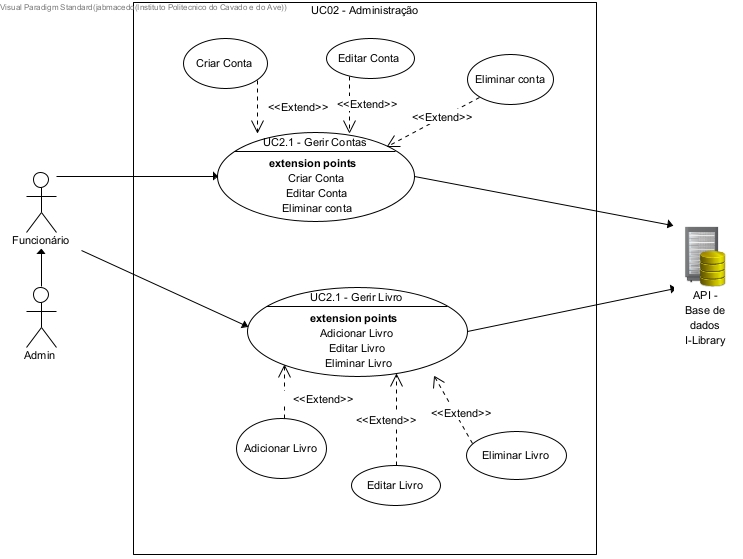 Visual Paradigm Standard(jabmacedo(Instituto Politecnico do Cavado e do Ave))
UC02 - Administração
Criar Conta
Editar Conta
Eliminar conta
<<Extend>>
<<Extend>>
<<Extend>>
UC2.1 - Gerir Contas
extension points
Criar Conta
Editar Conta
Eliminar conta
Funcionário
API -
Base de
dados
I-Library
UC2.1 - Gerir Livro
extension points
Adicionar Livro
Editar Livro
Eliminar Livro
Admin
<<Extend>>
<<Extend>>
<<Extend>>
Adicionar Livro
Editar Livro
Eliminar Livro